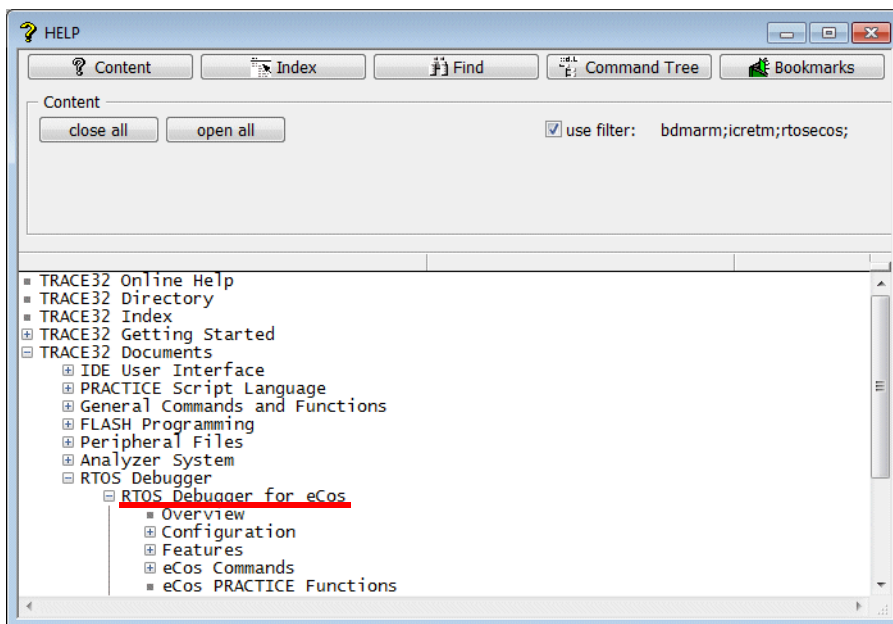 HELP
Content Index Find Command Tree Bookmarks
Content
close all open all use filter: bdmarm;icretm;rtosecos;
TRACE32 Online Help
TRACE32 Directory
TRACE32 Index
TRACE32 Getting Started
TRACE32 Documents
IDE User Interface
PRACTICE Script Language
General Commands and Functions
FLASH Programming
Peripheral Files
Analyzer System
RTOS Debugger
RTOS Debugger for eCos
Overview
Configuration
Features
eCos Commands
eCos PRACTICE Functions